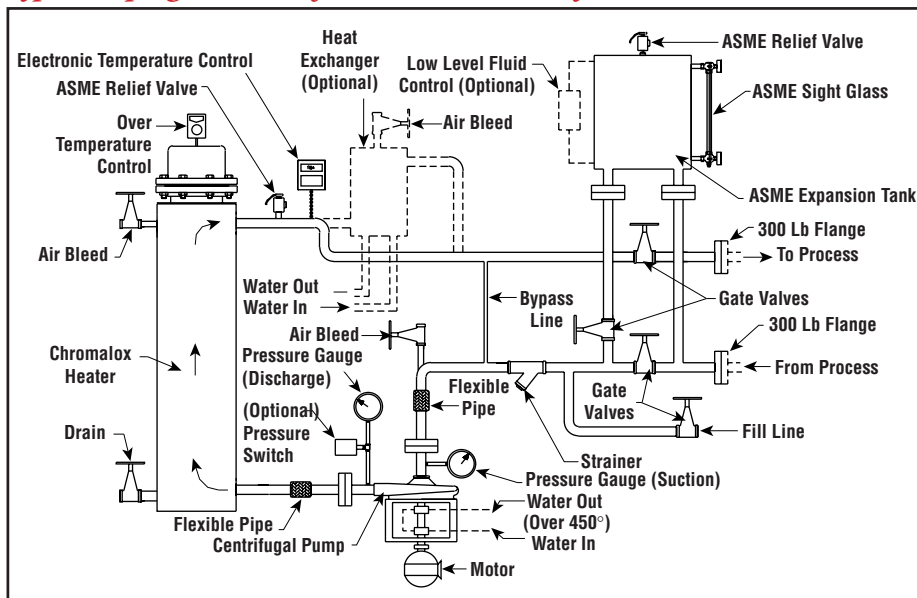 Electronic Temperature Control
ASME Relief Valve
Over
Temperature
Control
Heat
Exchanger
(Optional)
Low Level Fluid
Control (Optional)
ASME Relief Valve
Air Bleed
ASME Sight Glass
ASME Expansion Tank
300 Lb Flange
To Process
Air Bleed
Water Out
Water In
Bypass
Line
Gate Valves
300 Lb Flange
From Process
Air Bleed
Pressure Gauge
(Discharge)
Chromalox
Heater
Flexible
Pipe
Gate
Valves
Fill Line
(Optional)
Pressure
Switch
Drain
Strainer
Pressure Gauge (Suction)
Water Out
(Over 450°)
Water In
Flexible Pipe
Centrifugal Pump
Motor